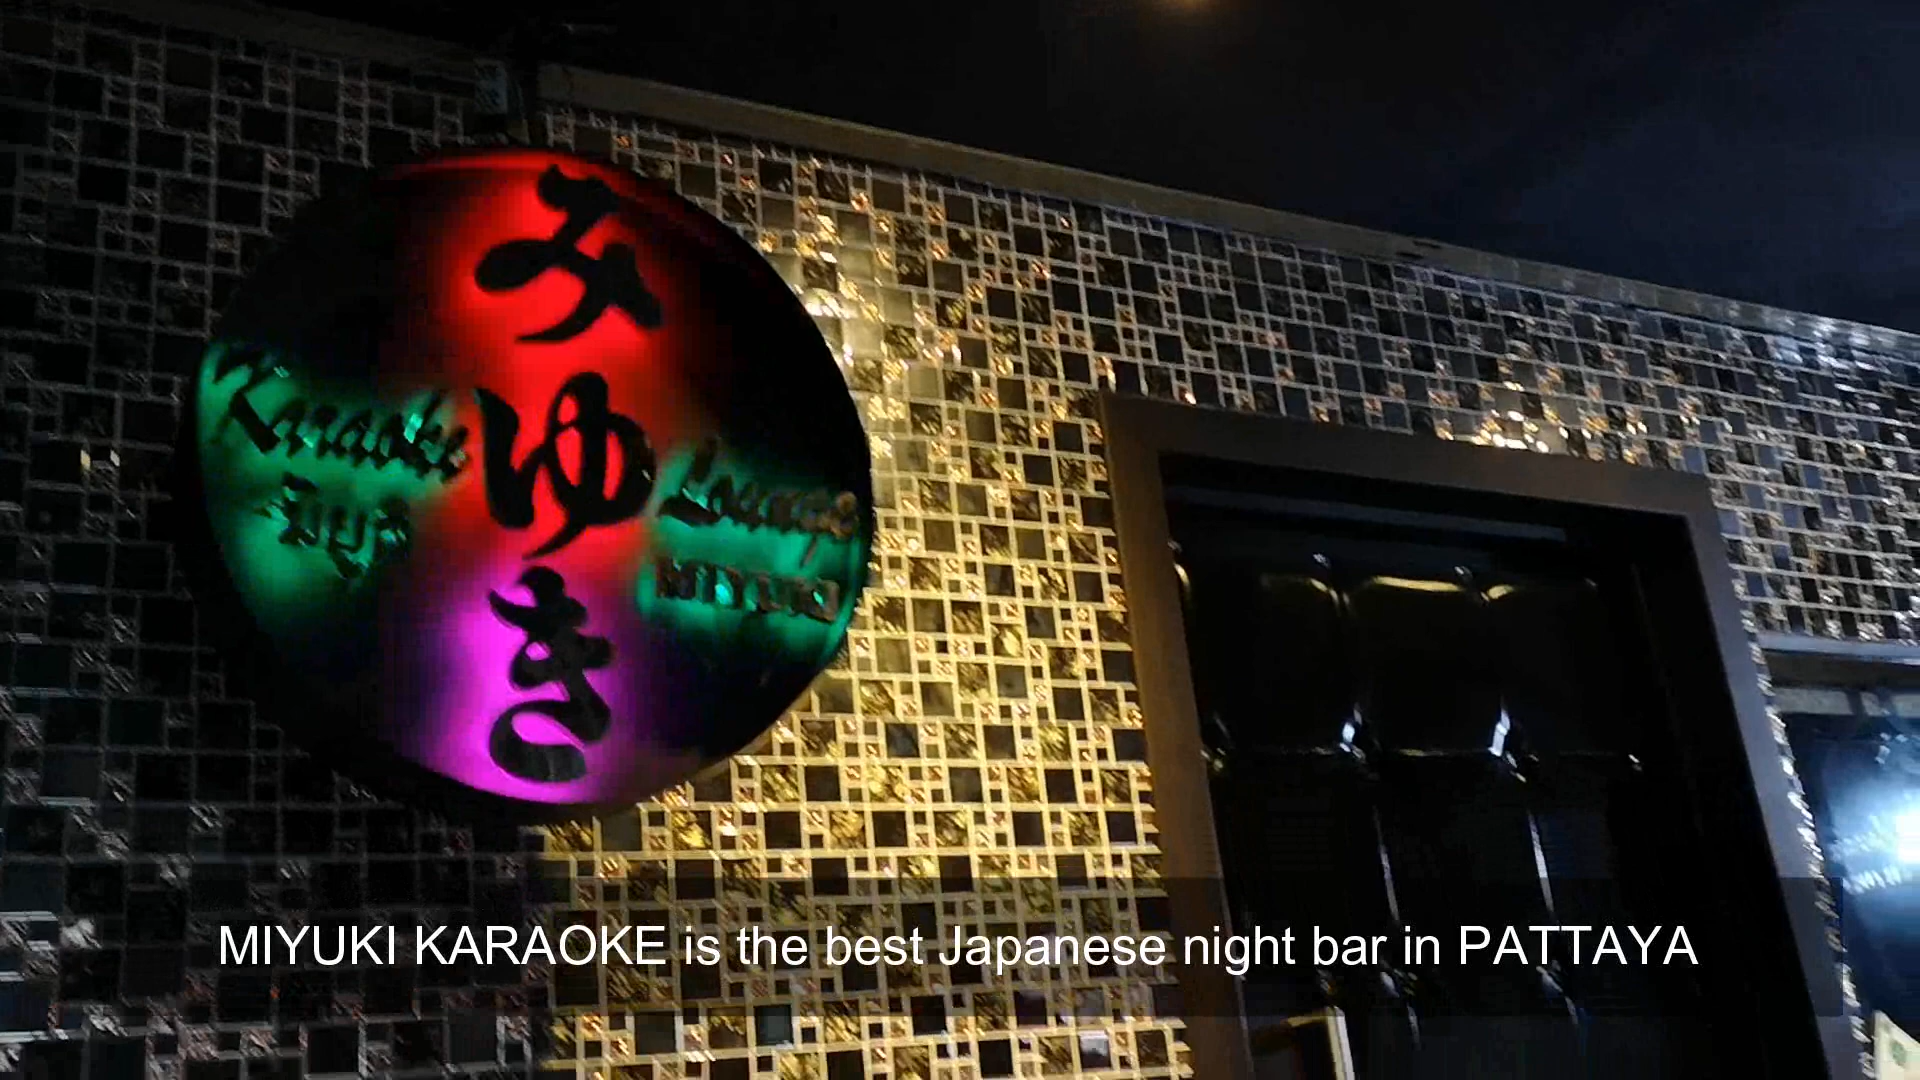 みゆき
Karaoke
Lounge
MIYUKI
MIYUKI KARAOKE is the best Japanese night bar in PATTAYA